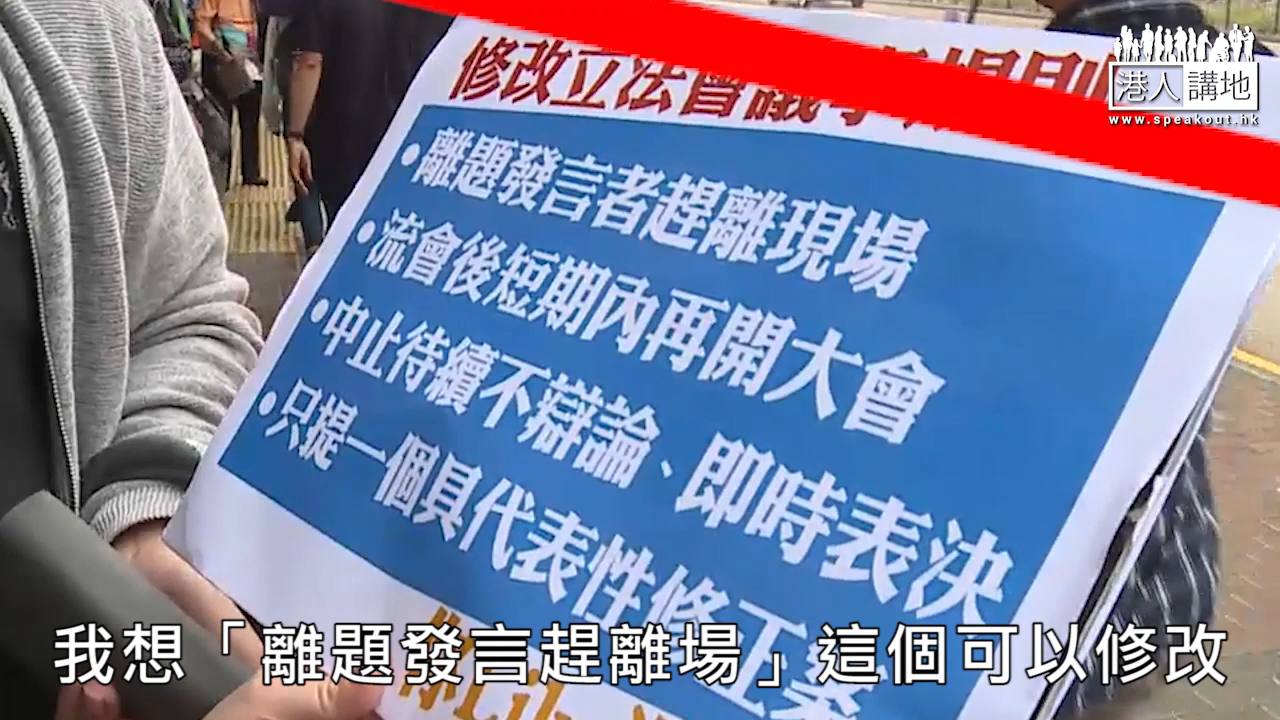 港人講地
www.speakout.hk
修改立法會議事規則
•離題發言者趕離現場
•流會後短期內再開大會
•中止待續不辯論、即時表決
•只提一個具代表性修正案
我想「離題發言趕離場」這個可以修改